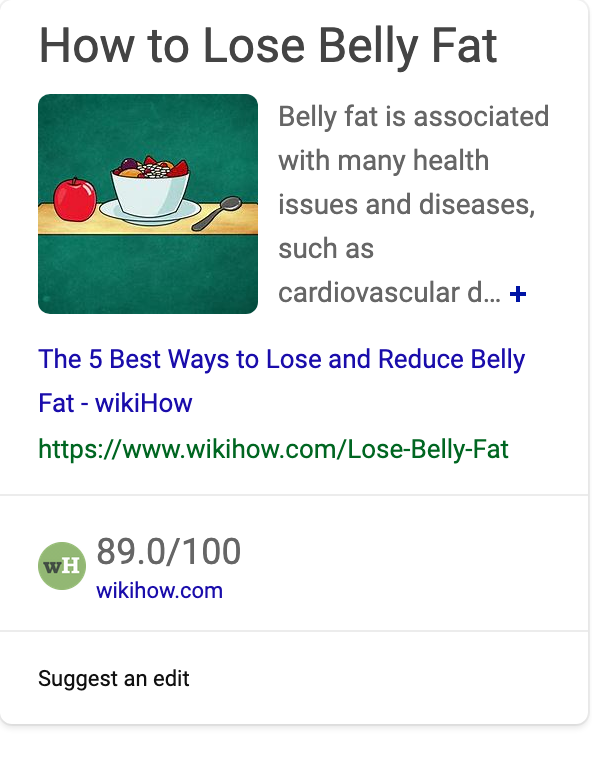 How to Lose Belly Fat
Belly fat is associated
with many health
issues and diseases,
such as
cardiovascular d... +
The 5 Best Ways to Lose and Reduce Belly
Fat - wikiHow
https://www.wikihow.com/Lose-Belly-Fat
wH
89.0/100
wikihow.com
Suggest an edit